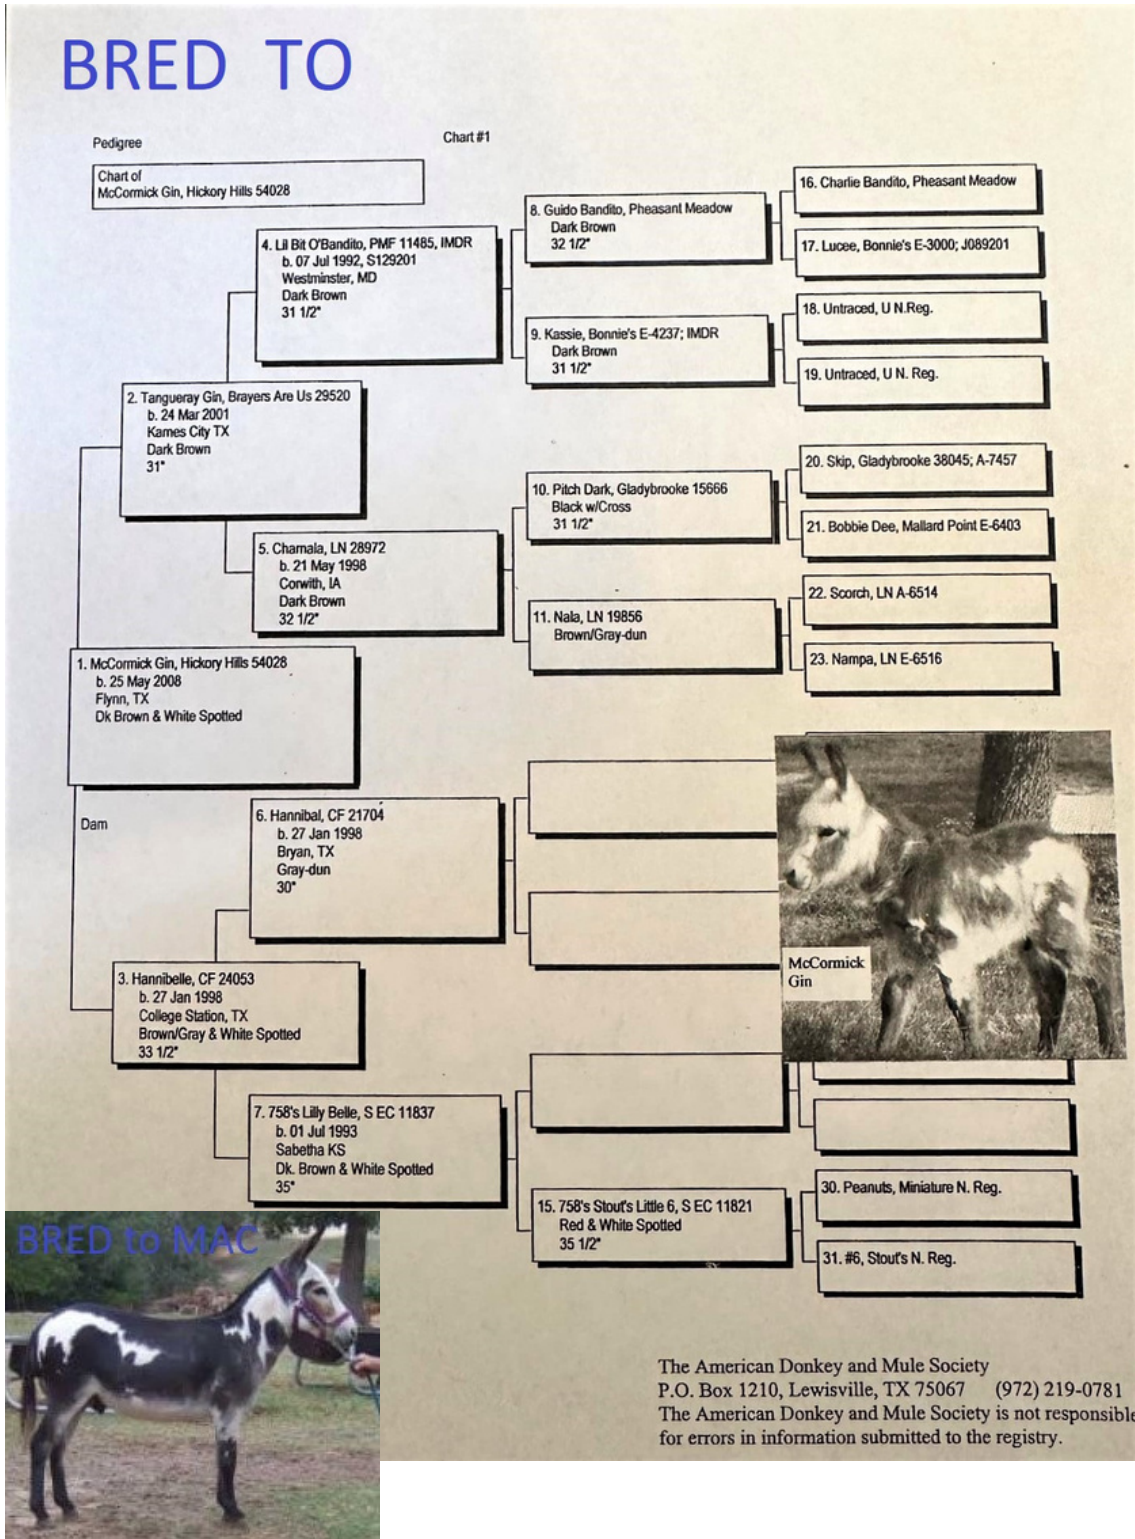 BRED TO
Pedigree
Chart #1
Chart of
McCormick Gin, Hickory Hills 54028
16. Charlie Bandito, Pheasant Meadow
8. Guido Bandito, Pheasant Meadow
Dark Brown
32 1/2"
17. Lucee, Bonnie's E-3000; J089201
4. Lil Bit O'Bandito, PMF 11485, IMDR
b. 07 Jul 1992, S129201
Westminster, MD
Dark Brown
31 1/2"
18. Untraced, U N.Reg.
9. Kassie, Bonnie's E-4237; IMDR
Dark Brown
31 1/2"
19. Untraced, U N. Reg.
2. Tangueray Gin, Brayers Are Us 29520
b. 24 Mar 2001
Karnes City TX
Dark Brown
31"
20. Skip, Gladybrooke 38045; A-7457
10. Pitch Dark, Gladybrooke 15666
Black w/Cross
31 1/2"
21. Bobbie Dee, Mallard Point E-6403
5. Chamala, LN 28972
b. 21 May 1998
Corwith, IA
Dark Brown
32 1/2"
22. Scorch, LN A-6514
11. Nala, LN 19856
Brown/Gray-dun
23. Nampa, LN E-6516
1. McCormick Gin, Hickory Hills 54028
b. 25 May 2008
Flynn, TX
Dk Brown & White Spotted
Dam
6. Hannibal, CF 21704
b. 27 Jan 1998
Bryan, TX
Gray-dun
30"
McCormick
Gin
3. Hannibelle, CF 24053
b. 27 Jan 1998
College Station, TX
Brown/Gray & White Spotted
33 1/2"
7. 758's Lilly Belle, S EC 11837
b. 01 Jul 1993
Sabetha KS
Dk. Brown & White Spotted
35"
30. Peanuts, Miniature N. Reg.
15. 758's Stout's Little 6, S EC 11821
Red & White Spotted
35 1/2"
31. #6, Stout's N. Reg.
BRED to MAC
The American Donkey and Mule Society
P.O. Box 1210, Lewisville, TX 75067 (972) 219-0781
The American Donkey and Mule Society is not responsible
for errors in information submitted to the registry.